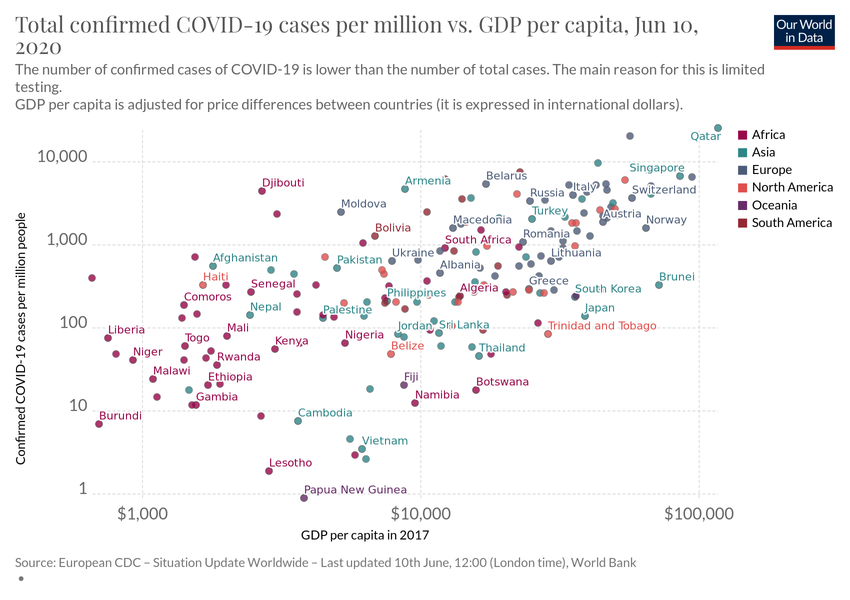 Total confirmed COVID-19 cases per million vs. GDP per capita, Jun 10,
2020
Our World
in Data
The number of confirmed cases of COVID-19 is lower than the number of total cases. The main reason for this is limited
testing.
GDP per capita is adjusted for price differences between countries (it is expressed in international dollars).
Confirmed COVID-19 cases per million people
10,000
1,000
100
10
1
$1,000
$10,000
$100,000
GDP per capita in 2017
Qatar
Singapore
Djibouti
Armenia
Belarus
Italy
Switzerland
Moldova
Russia
Turkey
Austria
Bolivia
Macedonia
Norway
South Africa
Romania
Afghanistan
Pakistan
Ukraine
Lithuania
Albania
Haiti
Senegal
Greece
Brunei
Comoros
Philippines
Algeria
South Korea
Nepal
Palestine
Japan
Liberia
Mali
Jordan
Sri Lanka
Trinidad and Tobago
Togo
Kenya
Nigeria
Niger
Rwanda
Belize
Thailand
Malawi
Ethiopia
Fiji
Botswana
Gambia
Namibia
Burundi
Cambodia
Vietnam
Lesotho
Papua New Guinea
Africa
Asia
Europe
North America
Oceania
South America
Source: European CDC – Situation Update Worldwide – Last updated 10th June, 12:00 (London time), World Bank